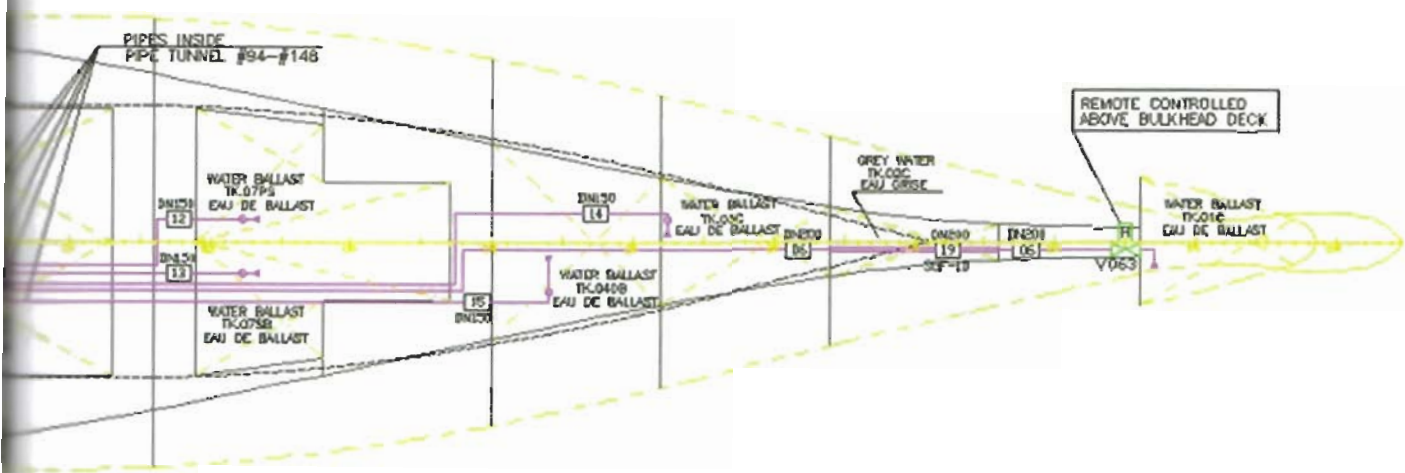 PIPES INSIDE
PIPE TUNNEL #94-#148
REMOTE CONTROLLED
ABOVE BULKHEAD DECK
GREY WATER
TK.02C
EAU GRISE
WATER BALLAST
TK.07PS
EAU DE BALLAST
DN150
12
DN150
14
WATER BALLAST
TK.03C
EAU DE BALLAST
WATER BALLAST
TK.01C
EAU DE BALLAST
H
DN200
06
DN200
19
DN200
06
V063
DN150
13
WATER BALLAST
EAU DE BALLAST
15
DN150
WATER BALLAST
TK.07SB
EAU DE BALLAST